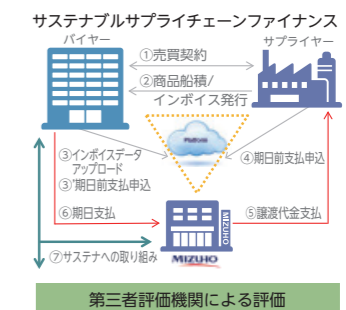 サステナブルサプライチェーンファイナンス
バイヤー
サプライヤー
①売買契約
②商品船積/
インボイス発行
③インボイスデータ
アップロード
③'期日前支払申込
④期日前支払申込
⑥期日支払
⑤譲渡代金支払
MIZUHO
⑦サステナへの取り組み
MIZUHO
第三者評価機関による評価